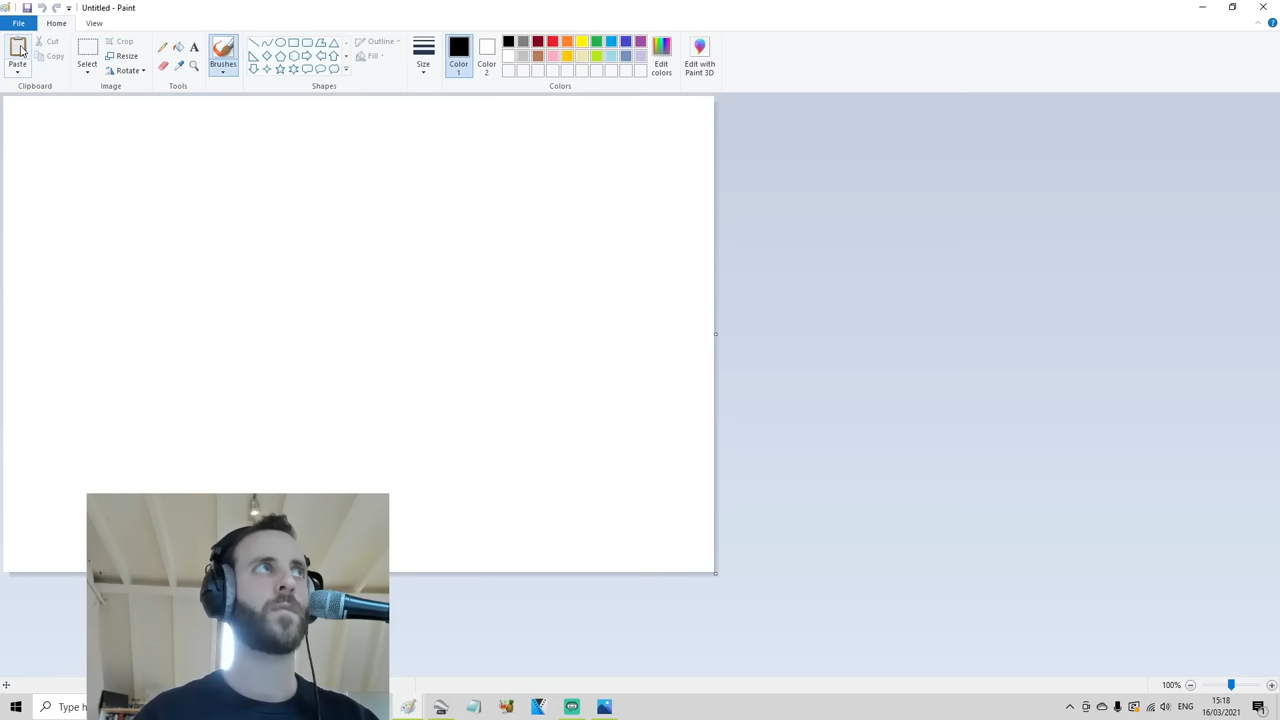 Untitled - Paint
File Home View
Paste
Cut
Copy
Clipboard
Select
Crop
Resize
Rotate
Image
Tools
Brushes
Shapes
Outline
Fill
Size
Color 1
Color 2
Colors
Edit colors
Edit with Paint 3D
100%
Type h
ENG
15:18
16/03/2021